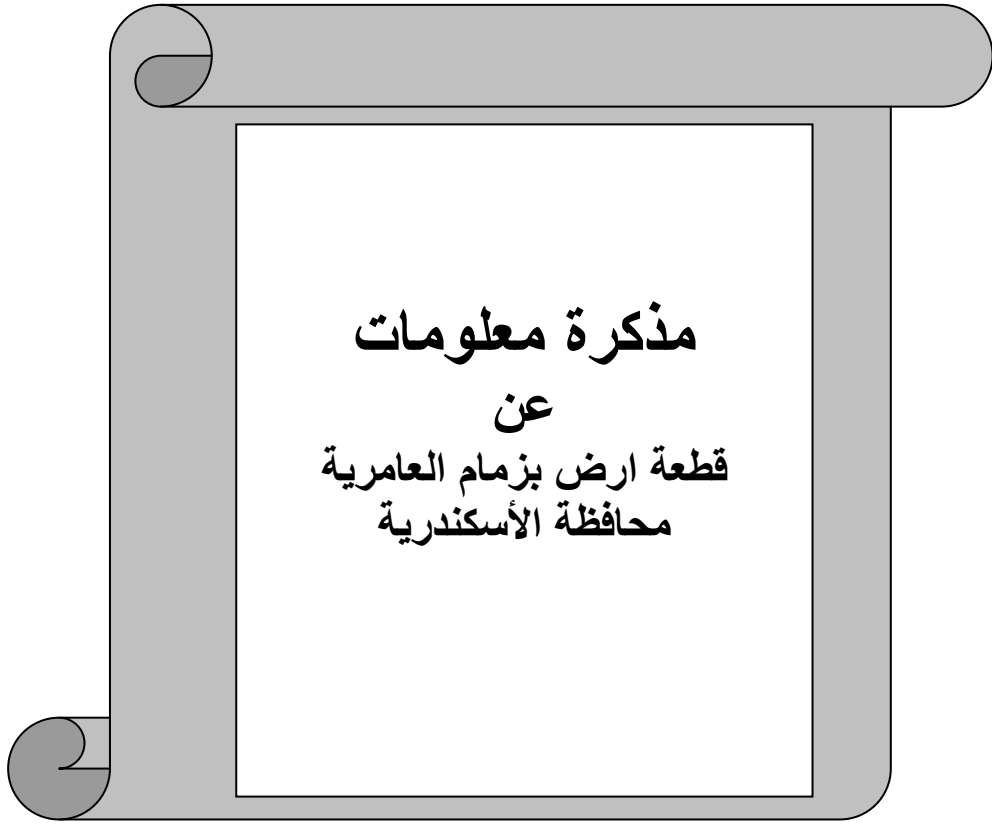 مذكرة معلومات
عن
قطعة ارض بزمام العامرية
محافظة الأسكندرية